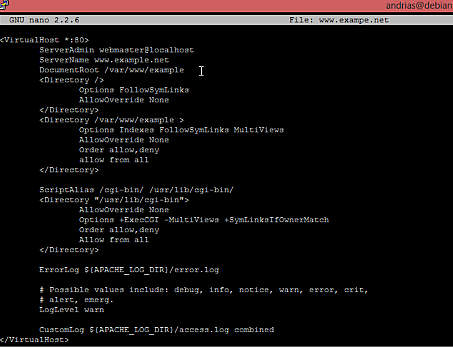 andrias@debian
GNU nano 2.2.6 File: www.exampe.net
<VirtualHost *:80>
ServerAdmin webmaster@localhost
ServerName www.example.net
DocumentRoot /var/www/example
<Directory />
Options FollowSymLinks
AllowOverride None
</Directory>
<Directory /var/www/example >
Options Indexes FollowSymLinks MultiViews
AllowOverride None
Order allow,deny
allow from all
</Directory>
ScriptAlias /cgi-bin/ /usr/lib/cgi-bin/
<Directory "/usr/lib/cgi-bin">
AllowOverride None
Options +ExecCGI -MultiViews +SymLinksIfOwnerMatch
Order allow,deny
Allow from all
</Directory>
ErrorLog ${APACHE_LOG_DIR}/error.log
# Possible values include: debug, info, notice, warn, error, crit,
# alert, emerg.
LogLevel warn
CustomLog ${APACHE_LOG_DIR}/access.log combined
</VirtualHost>